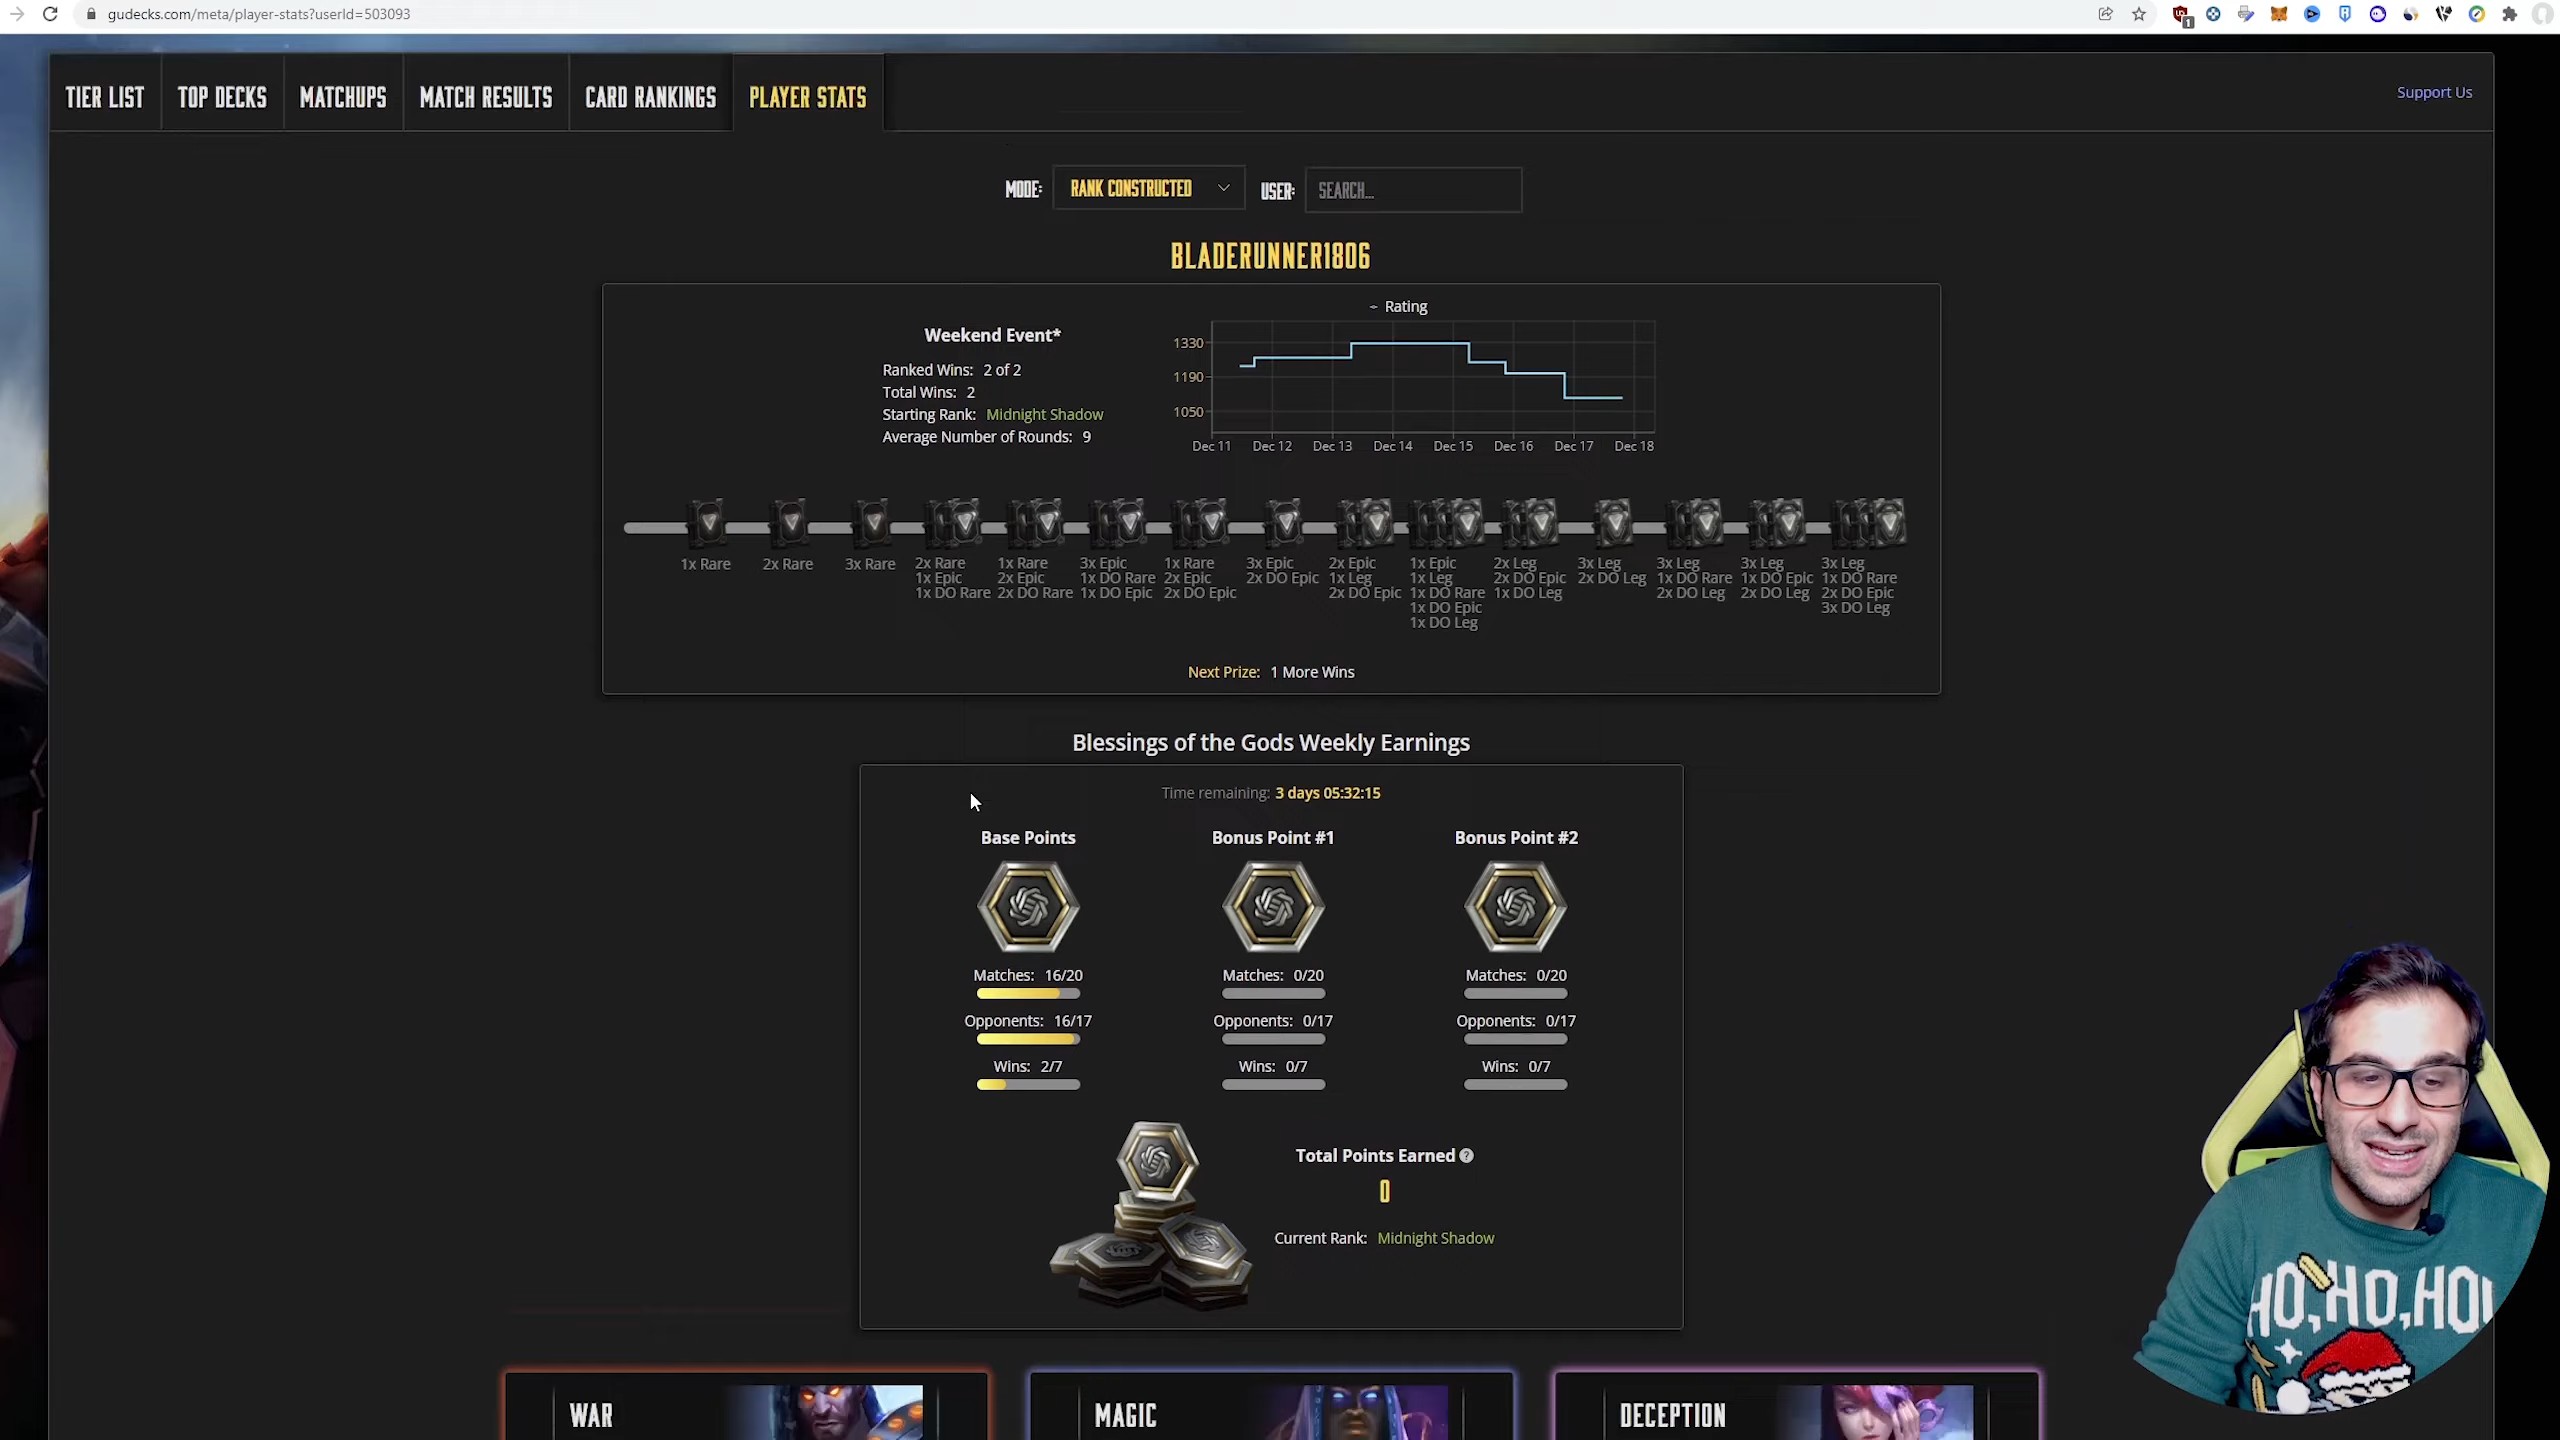 gudecks.com/meta/player-stats?userId=503093
1
TIER LIST
TOP DECKS
MATCHUPS
MATCH RESULTS
CARD RANKINGS
PLAYER STATS
Support Us
MODE:
RANK CONSTRUCTED
USER:
SEARCH...
BLADERUNNER1806
Weekend Event*
Ranked Wins: 2 of 2
Total Wins: 2
Starting Rank: Midnight Shadow
Average Number of Rounds: 9
Rating
1330
1190
1050
Dec 11
Dec 12
Dec 13
Dec 14
Dec 15
Dec 16
Dec 17
Dec 18
1x Rare
2x Rare
3x Rare
2x Rare
1x Epic
1x DO Rare
1x Rare
2x Epic
2x DO Rare
3x Epic
1x DO Rare
1x DO Epic
1x Rare
2x Epic
2x DO Epic
3x Epic
2x DO Epic
2x Epic
1x Leg
2x DO Epic
1x Epic
1x Leg
1x DO Rare
1x DO Epic
1x DO Leg
2x Leg
2x DO Epic
1x DO Leg
3x Leg
2x DO Leg
3x Leg
1x DO Rare
2x DO Leg
3x Leg
1x DO Epic
2x DO Leg
3x Leg
1x DO Rare
2x DO Epic
3x DO Leg
Next Prize: 1 More Wins
Blessings of the Gods Weekly Earnings
Time remaining: 3 days 05:32:15
Base Points
Matches: 16/20
Opponents: 16/17
Wins: 2/7
Bonus Point #1
Matches: 0/20
Opponents: 0/17
Wins: 0/7
Bonus Point #2
Matches: 0/20
Opponents: 0/17
Wins: 0/7
Total Points Earned ?
0
Current Rank: Midnight Shadow
WAR
MAGIC
DECEPTION
HO, HO, HO!